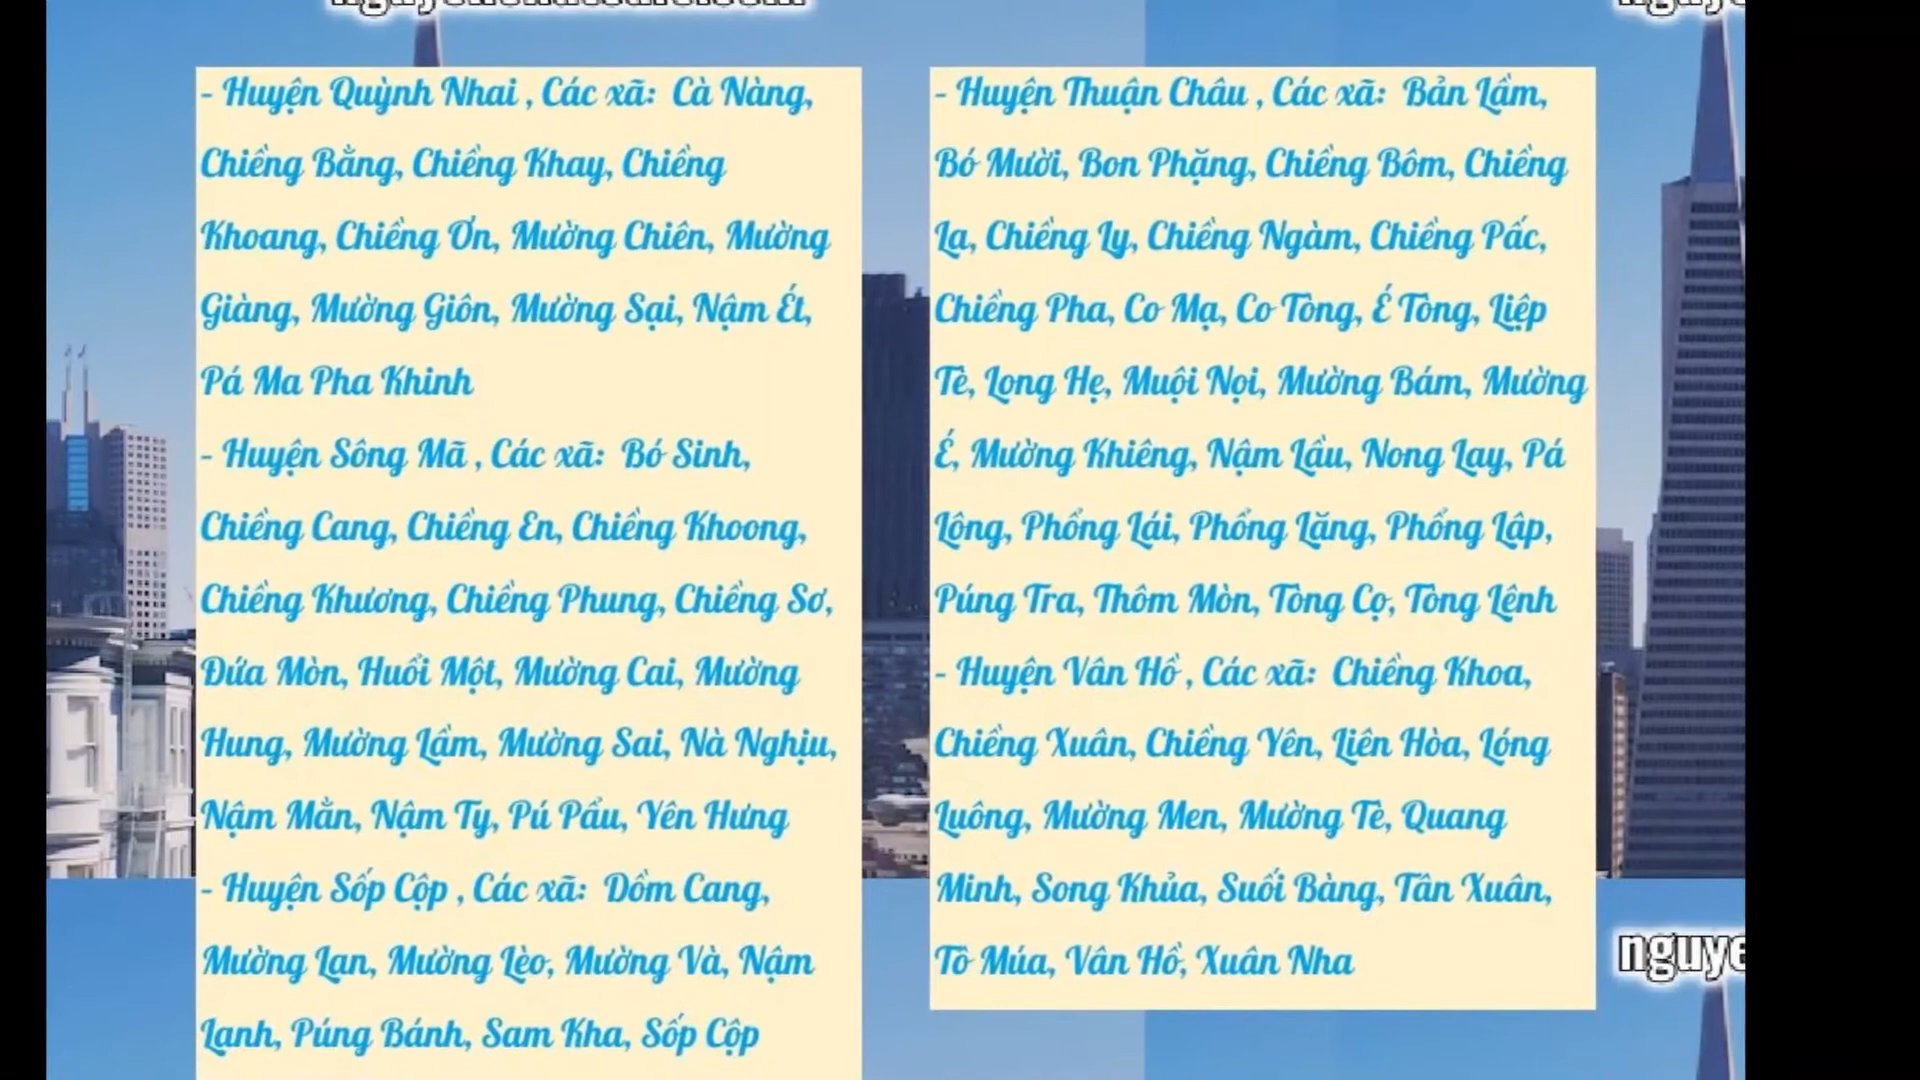 - Huyện Quỳnh Nhai , Các xã: Cà Nàng,
Chiềng Bằng, Chiềng Khay, Chiềng
Khoang, Chiềng Ơn, Mường Chiên, Mường
Giàng, Mường Giôn, Mường Sại, Nậm Ét,
Pá Ma Pha Khinh
- Huyện Sông Mã , Các xã: Bó Sinh,
Chiềng Cang, Chiềng En, Chiềng Khoong,
Chiềng Khương, Chiềng Phung, Chiềng Sơ,
Đứa Mòn, Huổi Một, Mường Cai, Mường
Hung, Mường Lầm, Mường Sai, Nà Nghịu,
Nậm Mằn, Nậm Ty, Pú Pẩu, Yên Hưng
- Huyện Sốp Cộp , Các xã: Dồm Cang,
Mường Lạn, Mường Lèo, Mường Và, Nậm
Lạnh, Púng Bánh, Sam Kha, Sốp Cộp
- Huyện Thuận Châu , Các xã: Bản Lầm,
Bó Mười, Bon Phặng, Chiềng Bôm, Chiềng
La, Chiềng Ly, Chiềng Ngàm, Chiềng Pấc,
Chiềng Pha, Co Mạ, Co Tòng, É Tòng, Liệp
Tè, Long Hẹ, Muội Nọi, Mường Bám, Mường
É, Mường Khiêng, Nậm Lầu, Nong Lay, Pá
Lông, Phổng Lái, Phổng Lăng, Phổng Lập,
Púng Tra, Thôm Mòn, Tòng Cọ, Tòng Lệnh
- Huyện Vân Hồ , Các xã: Chiềng Khoa,
Chiềng Xuân, Chiềng Yên, Liên Hòa, Lóng
Luông, Mường Men, Mường Tè, Quang
Minh, Song Khủa, Suối Bàng, Tân Xuân,
Tô Múa, Vân Hồ, Xuân Nha
nguye